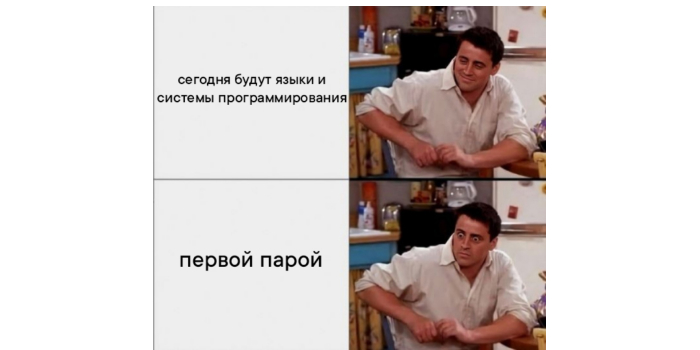 сегодня будут языки и
системы программирования
первой парой